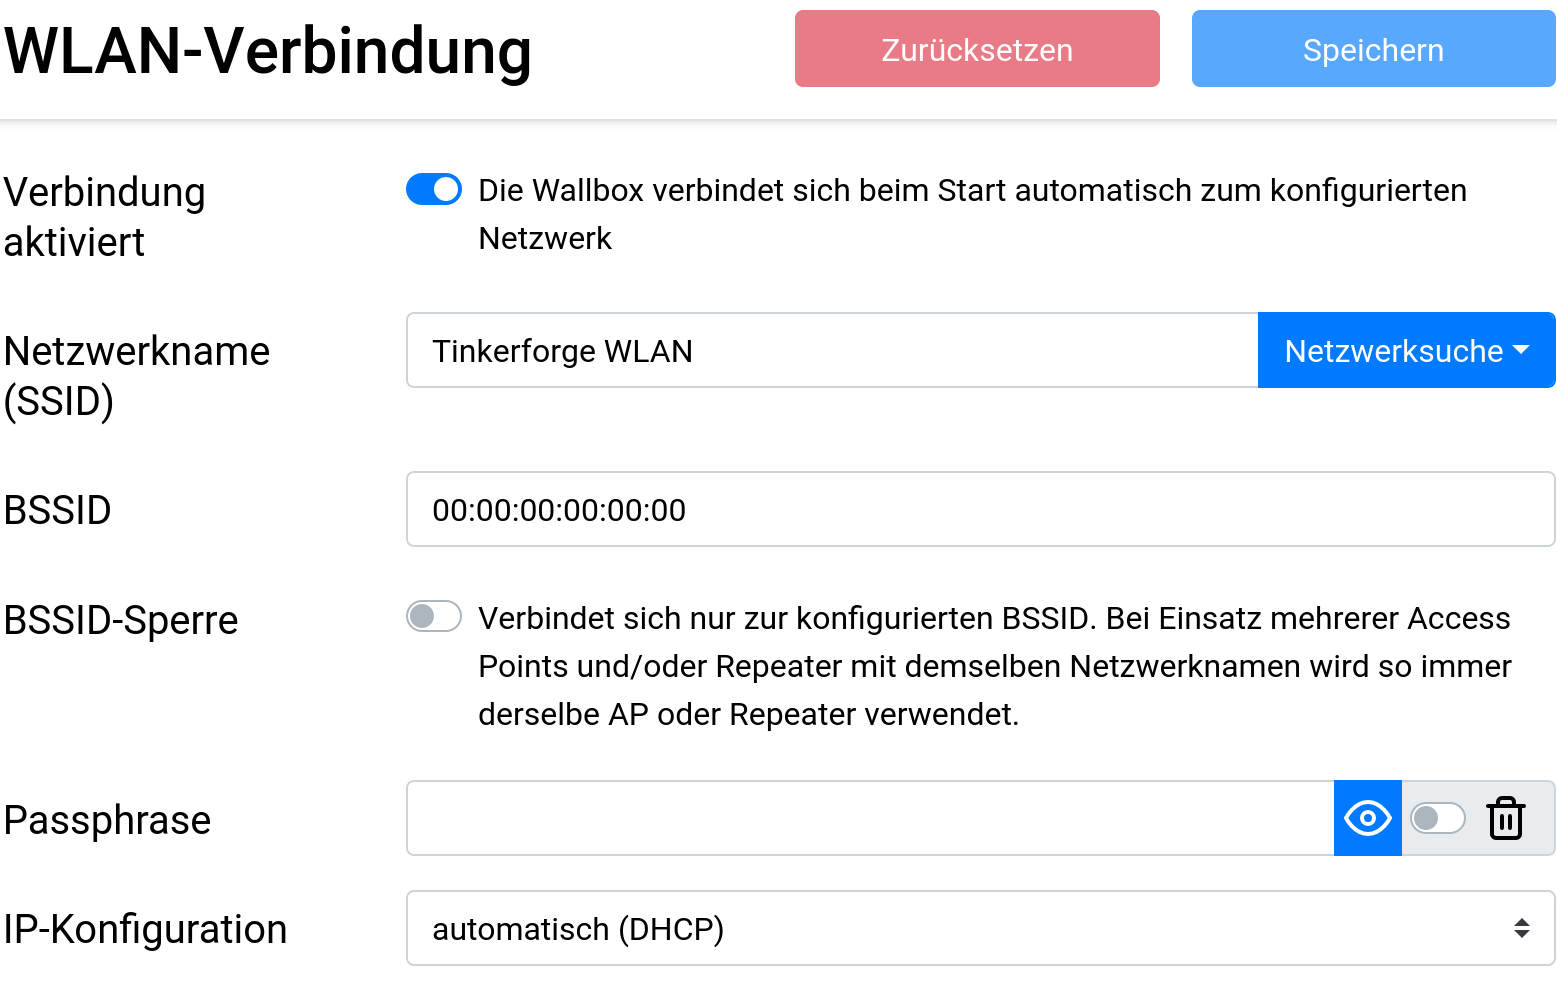 WLAN-Verbindung
Zurücksetzen
Speichern
Verbindung
aktiviert
Die Wallbox verbindet sich beim Start automatisch zum konfigurierten
Netzwerk
Netzwerkname
(SSID)
Tinkerforge WLAN
Netzwerksuche
BSSID
00:00:00:00:00:00
BSSID-Sperre
Verbindet sich nur zur konfigurierten BSSID. Bei Einsatz mehrerer Access
Points und/oder Repeater mit demselben Netzwerknamen wird so immer
derselbe AP oder Repeater verwendet.
Passphrase
IP-Konfiguration
automatisch (DHCP)